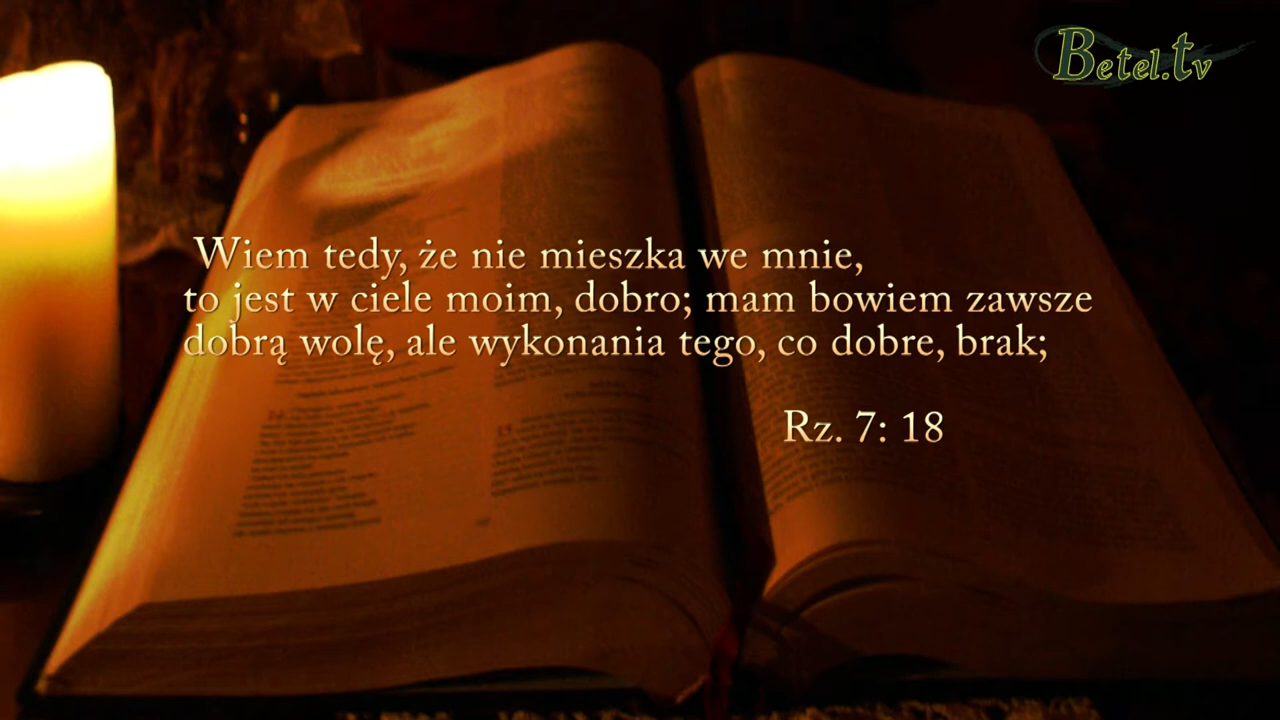 Betel.tv
Wiem tedy, że nie mieszka we mnie,
to jest w ciele moim, dobro; mam bowiem zawsze
dobrą wolę, ale wykonania tego, co dobre, brak;
Rz. 7: 18